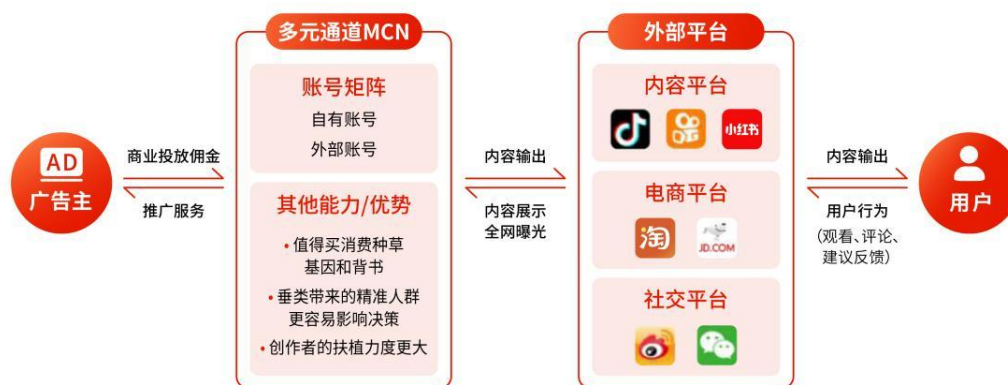 多元通道MCN
外部平台
账号矩阵
自有账号
外部账号
内容平台
小红书
AD
广告主
商业投放佣金
推广服务
内容输出
内容展示
全网曝光
内容输出
用户行为
(观看、评论、
建议反馈)
用户
其他能力/优势
• 值得买消费种草
基因和背书
• 垂类带来的精准人群
更容易影响决策
• 创作者的扶植力度更大
电商平台
淘
JD.COM
社交平台